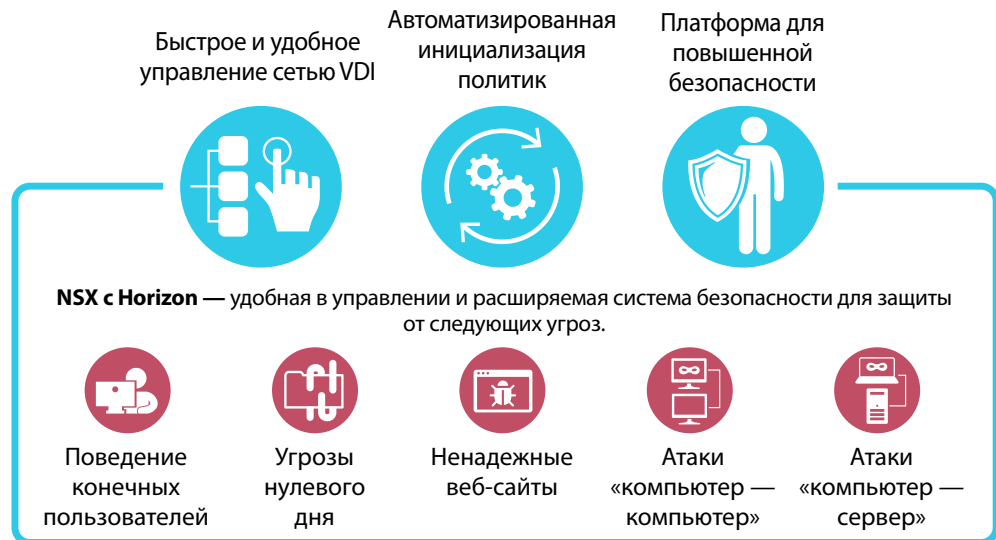 Быстрое и удобное
управление сетью VDI
Автоматизированная
инициализация
политик
Платформа для
повышенной
безопасности
NSX с Horizon — удобная в управлении и расширяемая система безопасности для защиты
от следующих угроз.
Поведение
конечных
пользователей
Угрозы
нулевого
дня
Ненадежные
веб-сайты
Атаки
«компьютер —
компьютер»
Атаки
«компьютер —
сервер»